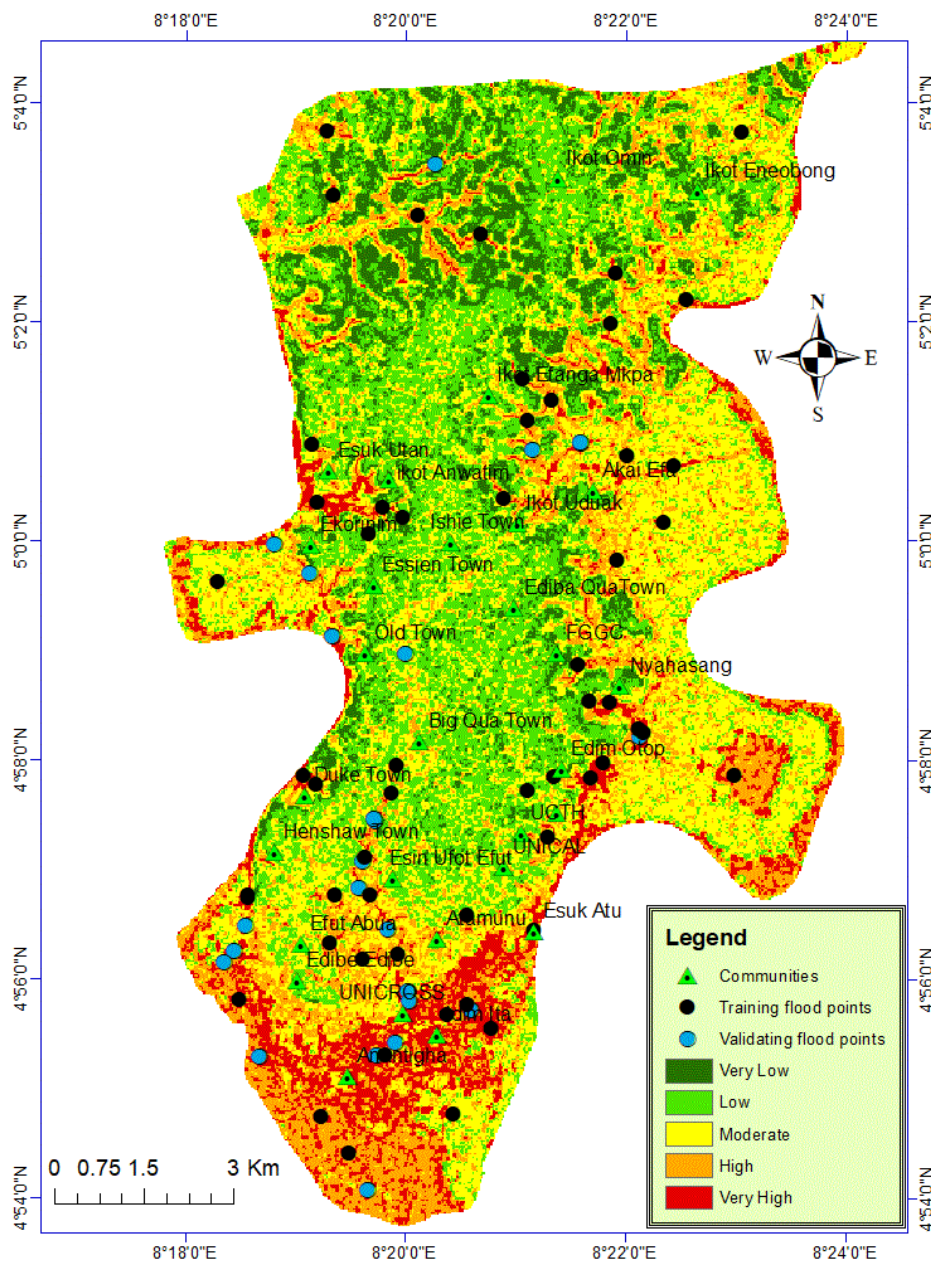 8°18'0"E 8°20'0"E 8°22'0"E 8°24'0"E
5°4'0"N 5°4'0"N
Ikot Omin
Ikot Eneobong
5°2'0"N 5°2'0"N
N
W E
S
Ikot Etanga Mkpa
Esuk Utan
Ikot Anwatim
Akai Efa
Ikot Uduak
Ekorinim
Ishie Town
5°0'0"N 5°0'0"N
Essien Town
Ediba QuaTown
Old Town
FGGC
Nyahasang
Big Qua Town
Edim Otop
4°58'0"N 4°58'0"N
Duke Town
UCTH
Henshaw Town
UNICAL
Esin Ufot Efut
Esuk Atu
Efut Abua
Atamunu
Edibe Edibe
4°56'0"N 4°56'0"N
UNICROSS
Edim Ita
Anantigha
Legend
Communities
Training flood points
Validating flood points
Very Low
Low
Moderate
High
Very High
0 0.75 1.5 3 Km
4°54'0"N 4°54'0"N
8°18'0"E 8°20'0"E 8°22'0"E 8°24'0"E